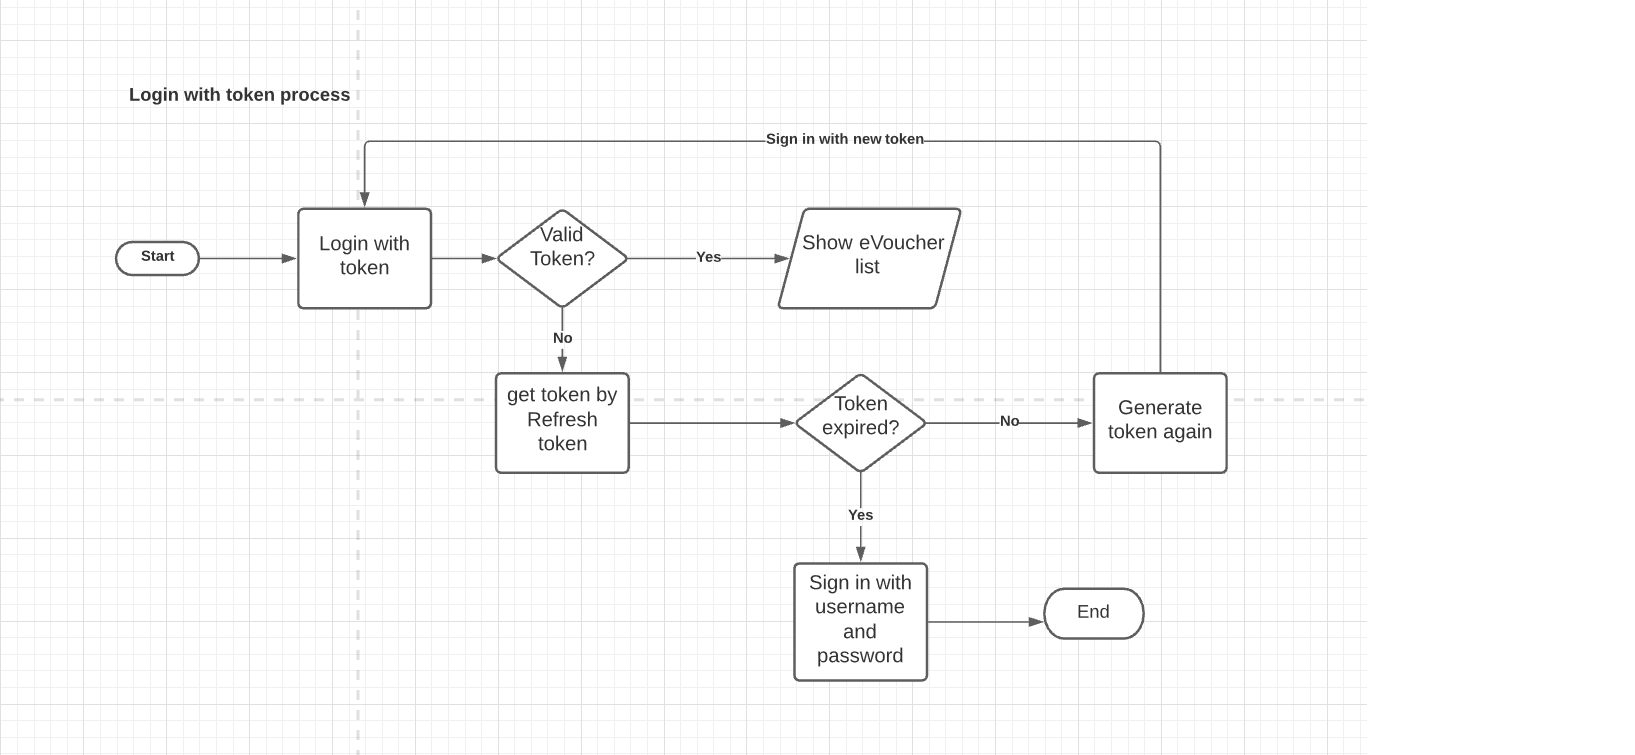 Login with token process
Sign in with new token
Start
Login with
token
Valid
Token?
Yes
Show eVoucher
list
No
get token by
Refresh
token
Token
expired?
No
Generate
token again
Yes
Sign in with
username
and
password
End